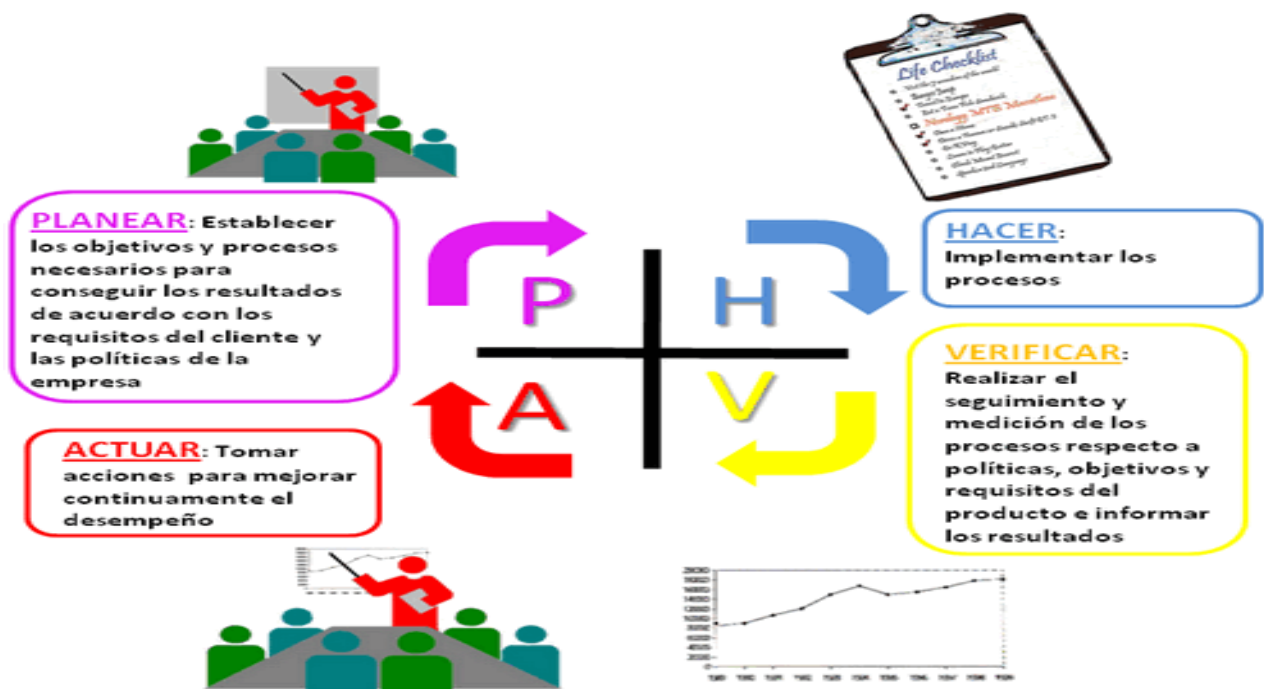 Life Checklist
PLANEAR: Establecer
los objetivos y procesos
necesarios para
conseguir los resultados
de acuerdo con los
requisitos del cliente y
las políticas de la
empresa
P
H
HACER:
Implementar los
procesos
A
V
VERIFICAR:
Realizar el
seguimiento y
medición de los
procesos respecto a
políticas, objetivos y
requisitos del
producto e informar
los resultados
ACTUAR: Tomar
acciones para mejorar
continuamente el
desempeño